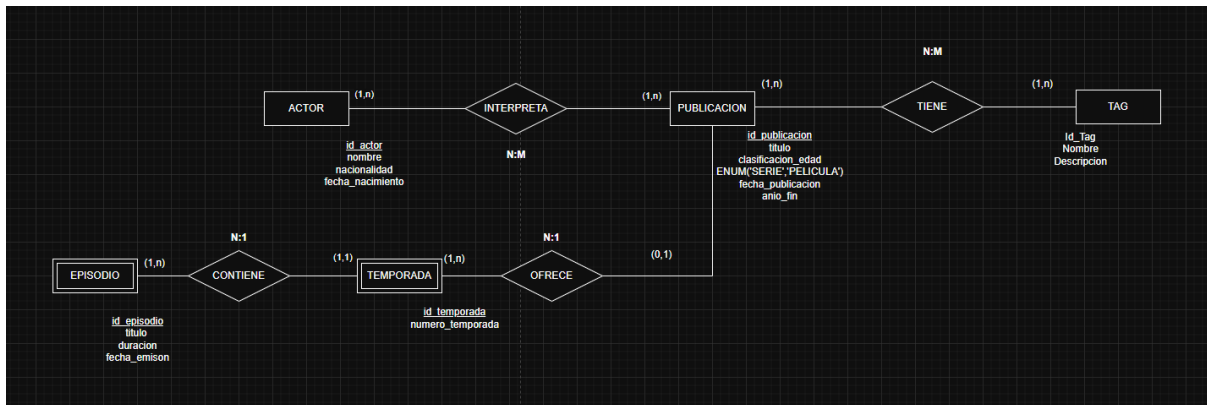 N:M
(1,n)
(1,n)
(1,n)
(1,n)
ACTOR
INTERPRETA
PUBLICACION
TIENE
TAG
N:M
id_actor
nombre
nacionalidad
fecha_nacimiento
id_publicacion
titulo
clasificacion_edad
ENUM('SERIE','PELICULA')
fecha_publicacion
anio_fin
Id_Tag
Nombre
Descripcion
N:1
N:1
(1,n)
(1,1)
(1,n)
(0,1)
EPISODIO
CONTIENE
TEMPORADA
OFRECE
id_episodio
titulo
duracion
fecha_emison
id_temporada
numero_temporada